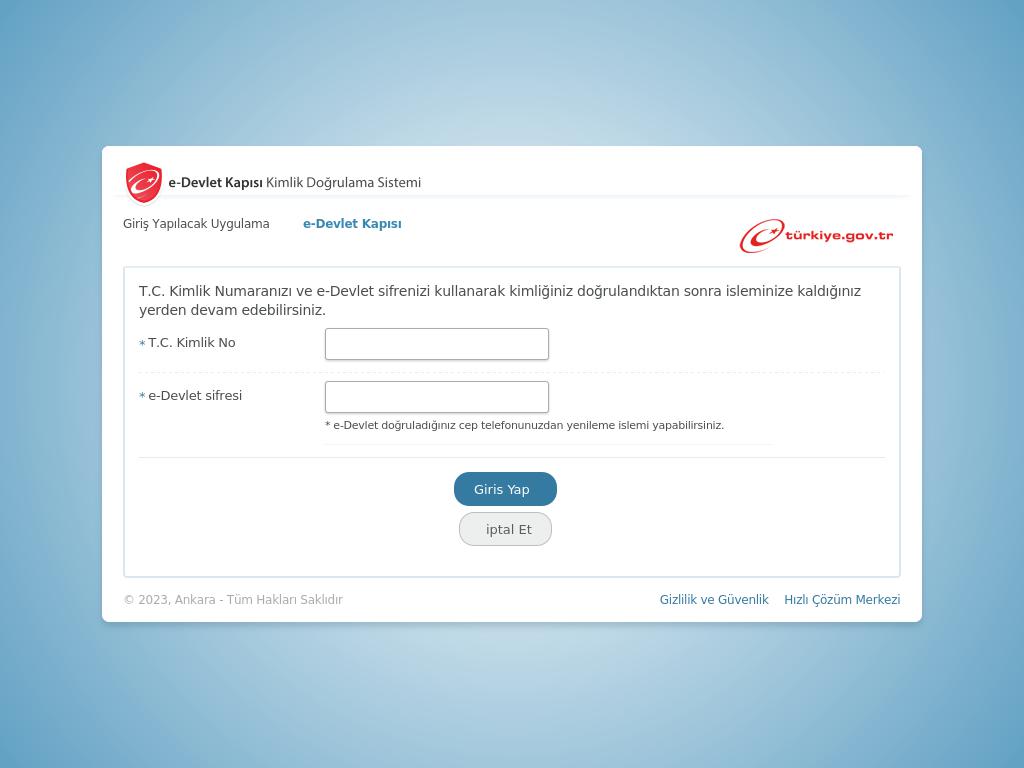 e-Devlet Kapısı Kimlik Doğrulama Sistemi
Giriş Yapılacak Uygulama e-Devlet Kapısı
türkiye.gov.tr
T.C. Kimlik Numaranızı ve e-Devlet sifrenizi kullanarak kimliğiniz doğrulandıktan sonra isleminize kaldığınız
yerden devam edebilirsiniz.
* T.C. Kimlik No
* e-Devlet sifresi
* e-Devlet doğruladığınız cep telefonunuzdan yenileme islemi yapabilirsiniz.
Giris Yap
iptal Et
© 2023, Ankara - Tüm Hakları Saklıdır Gizlilik ve Güvenlik Hızlı Çözüm Merkezi